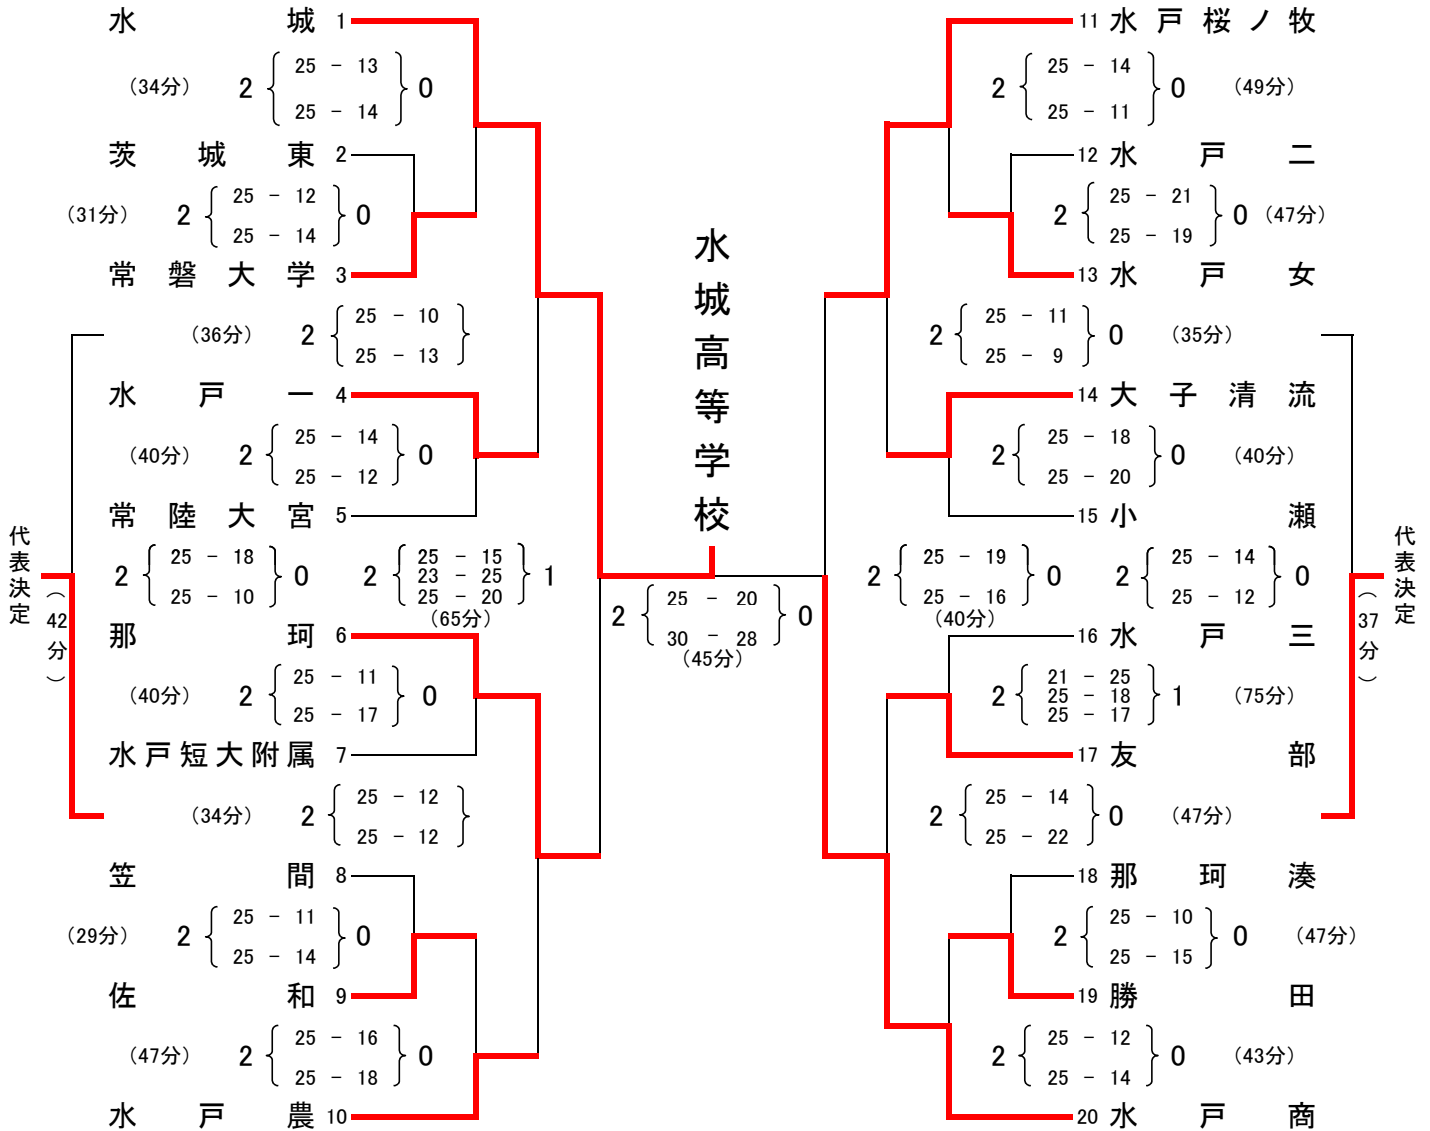 水城 1
(34分) 2 25 - 13 0
25 - 14
茨城東 2
(31分) 2 25 - 12 0
25 - 14
常磐大学 3
(36分) 2 25 - 10
25 - 13
水戸一 4
(40分) 2 25 - 14 0
25 - 12
常陸大宮 5
代表決定
(42分)
2 25 - 18 0
25 - 10
2 25 - 15 1
23 - 25
25 - 20
(65分)
那珂 6
(40分) 2 25 - 11 0
25 - 17
水戸短大附属 7
(34分) 2 25 - 12
25 - 12
笠間 8
(29分) 2 25 - 11 0
25 - 14
佐和 9
(47分) 2 25 - 16 0
25 - 18
水戸農 10
水城高等学校
2 25 - 20 0
30 - 28
(45分)
11 水戸桜ノ牧
2 25 - 14 0 (49分)
25 - 11
12 水戸二
2 25 - 21 0 (47分)
25 - 19
13 水戸女
2 25 - 11 0 (35分)
25 - 9
14 大子清流
2 25 - 18 0 (40分)
25 - 20
15 小瀬
2 25 - 19 0
25 - 16
(40分)
2 25 - 14 0
25 - 12
代表決定
(37分)
16 水戸三
2 21 - 25 1 (75分)
25 - 18
25 - 17
17 友部
2 25 - 14 0 (47分)
25 - 22
18 那珂湊
2 25 - 10 0 (47分)
25 - 15
19 勝田
2 25 - 12 0 (43分)
25 - 14
20 水戸商